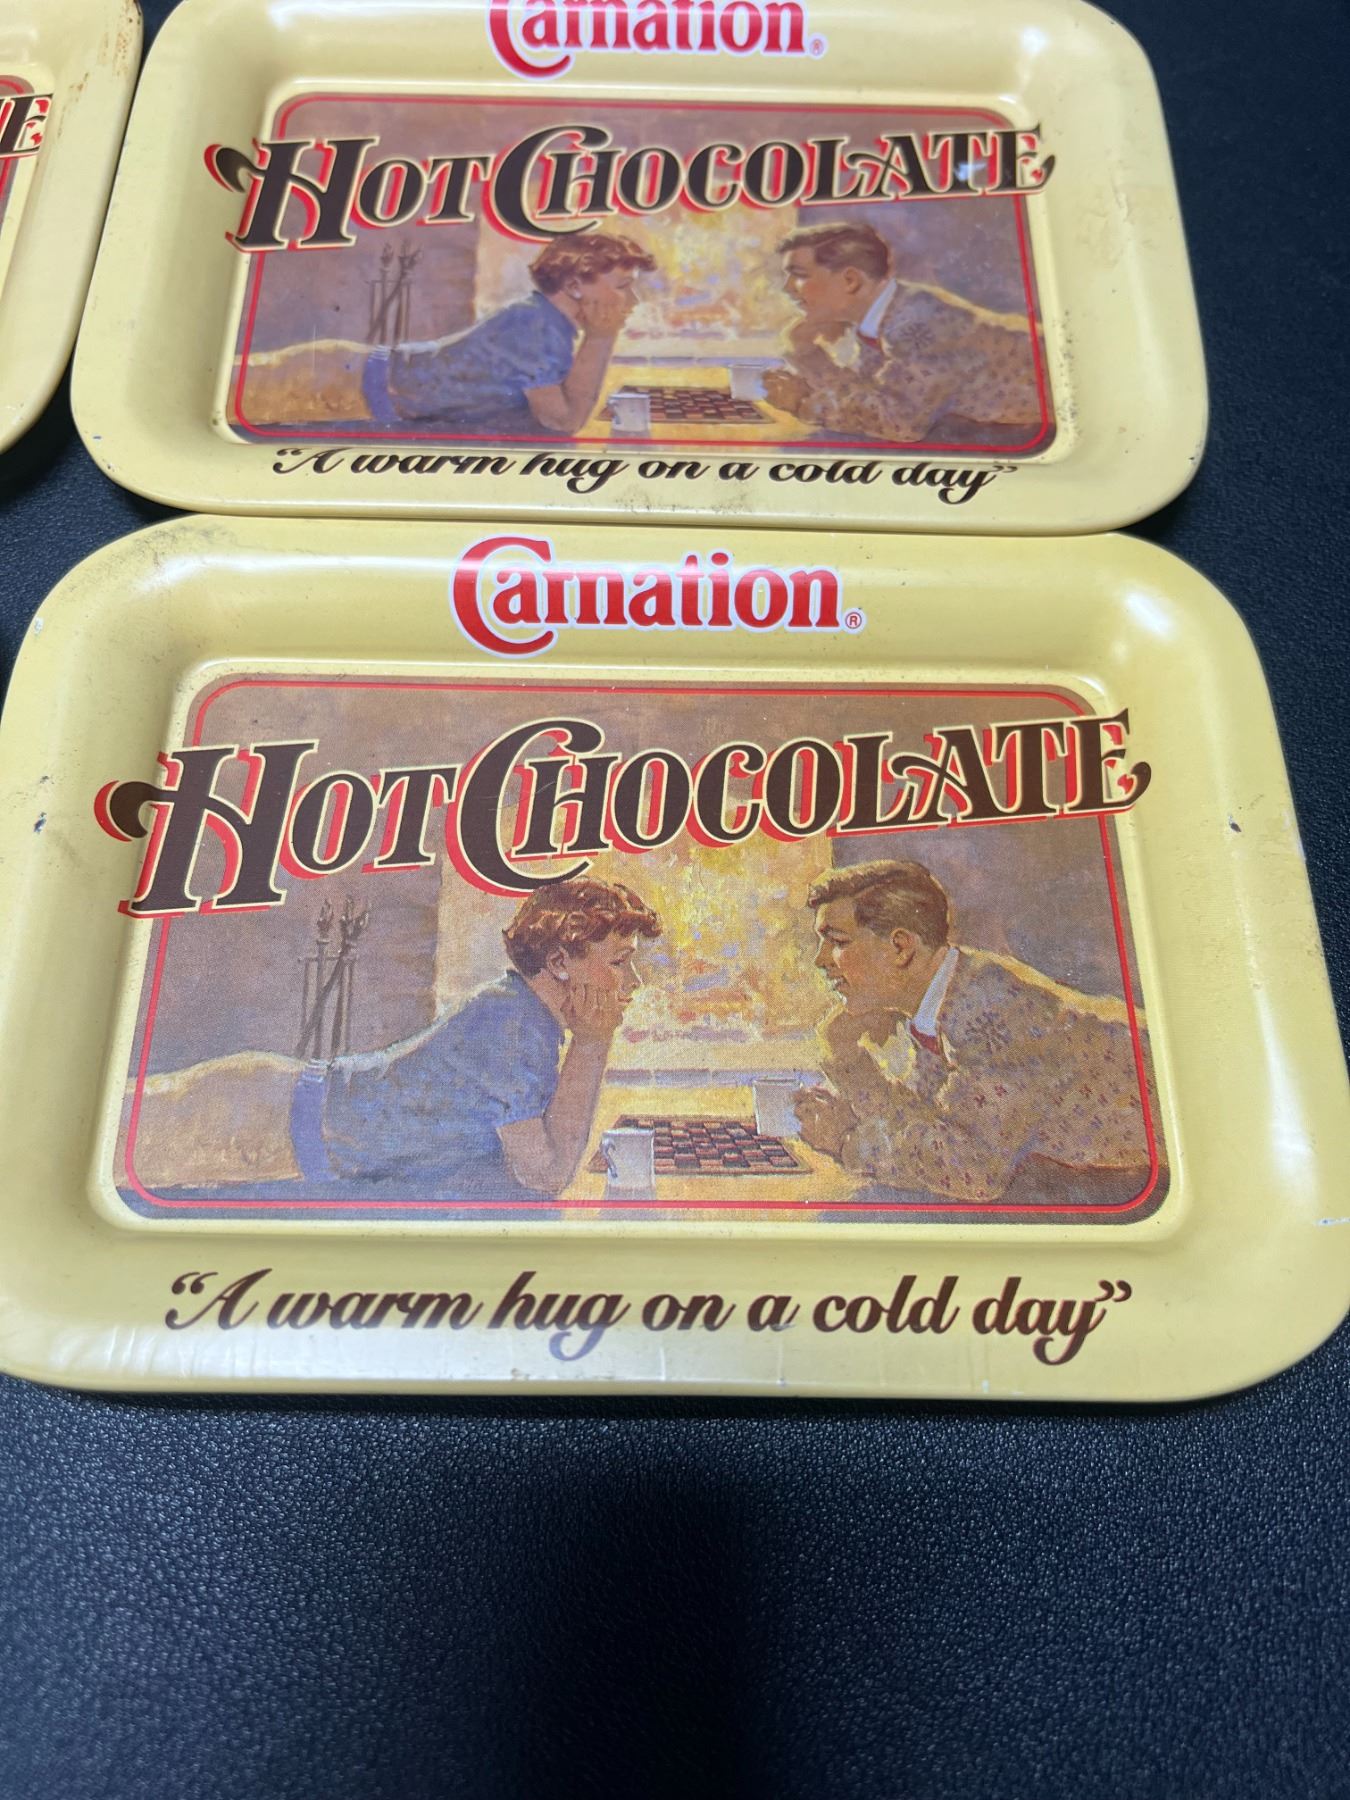 Carnation®
HOT CHOCOLATE
"A warm hug on a cold day"
Carnation®
HOT CHOCOLATE
"A warm hug on a cold day"